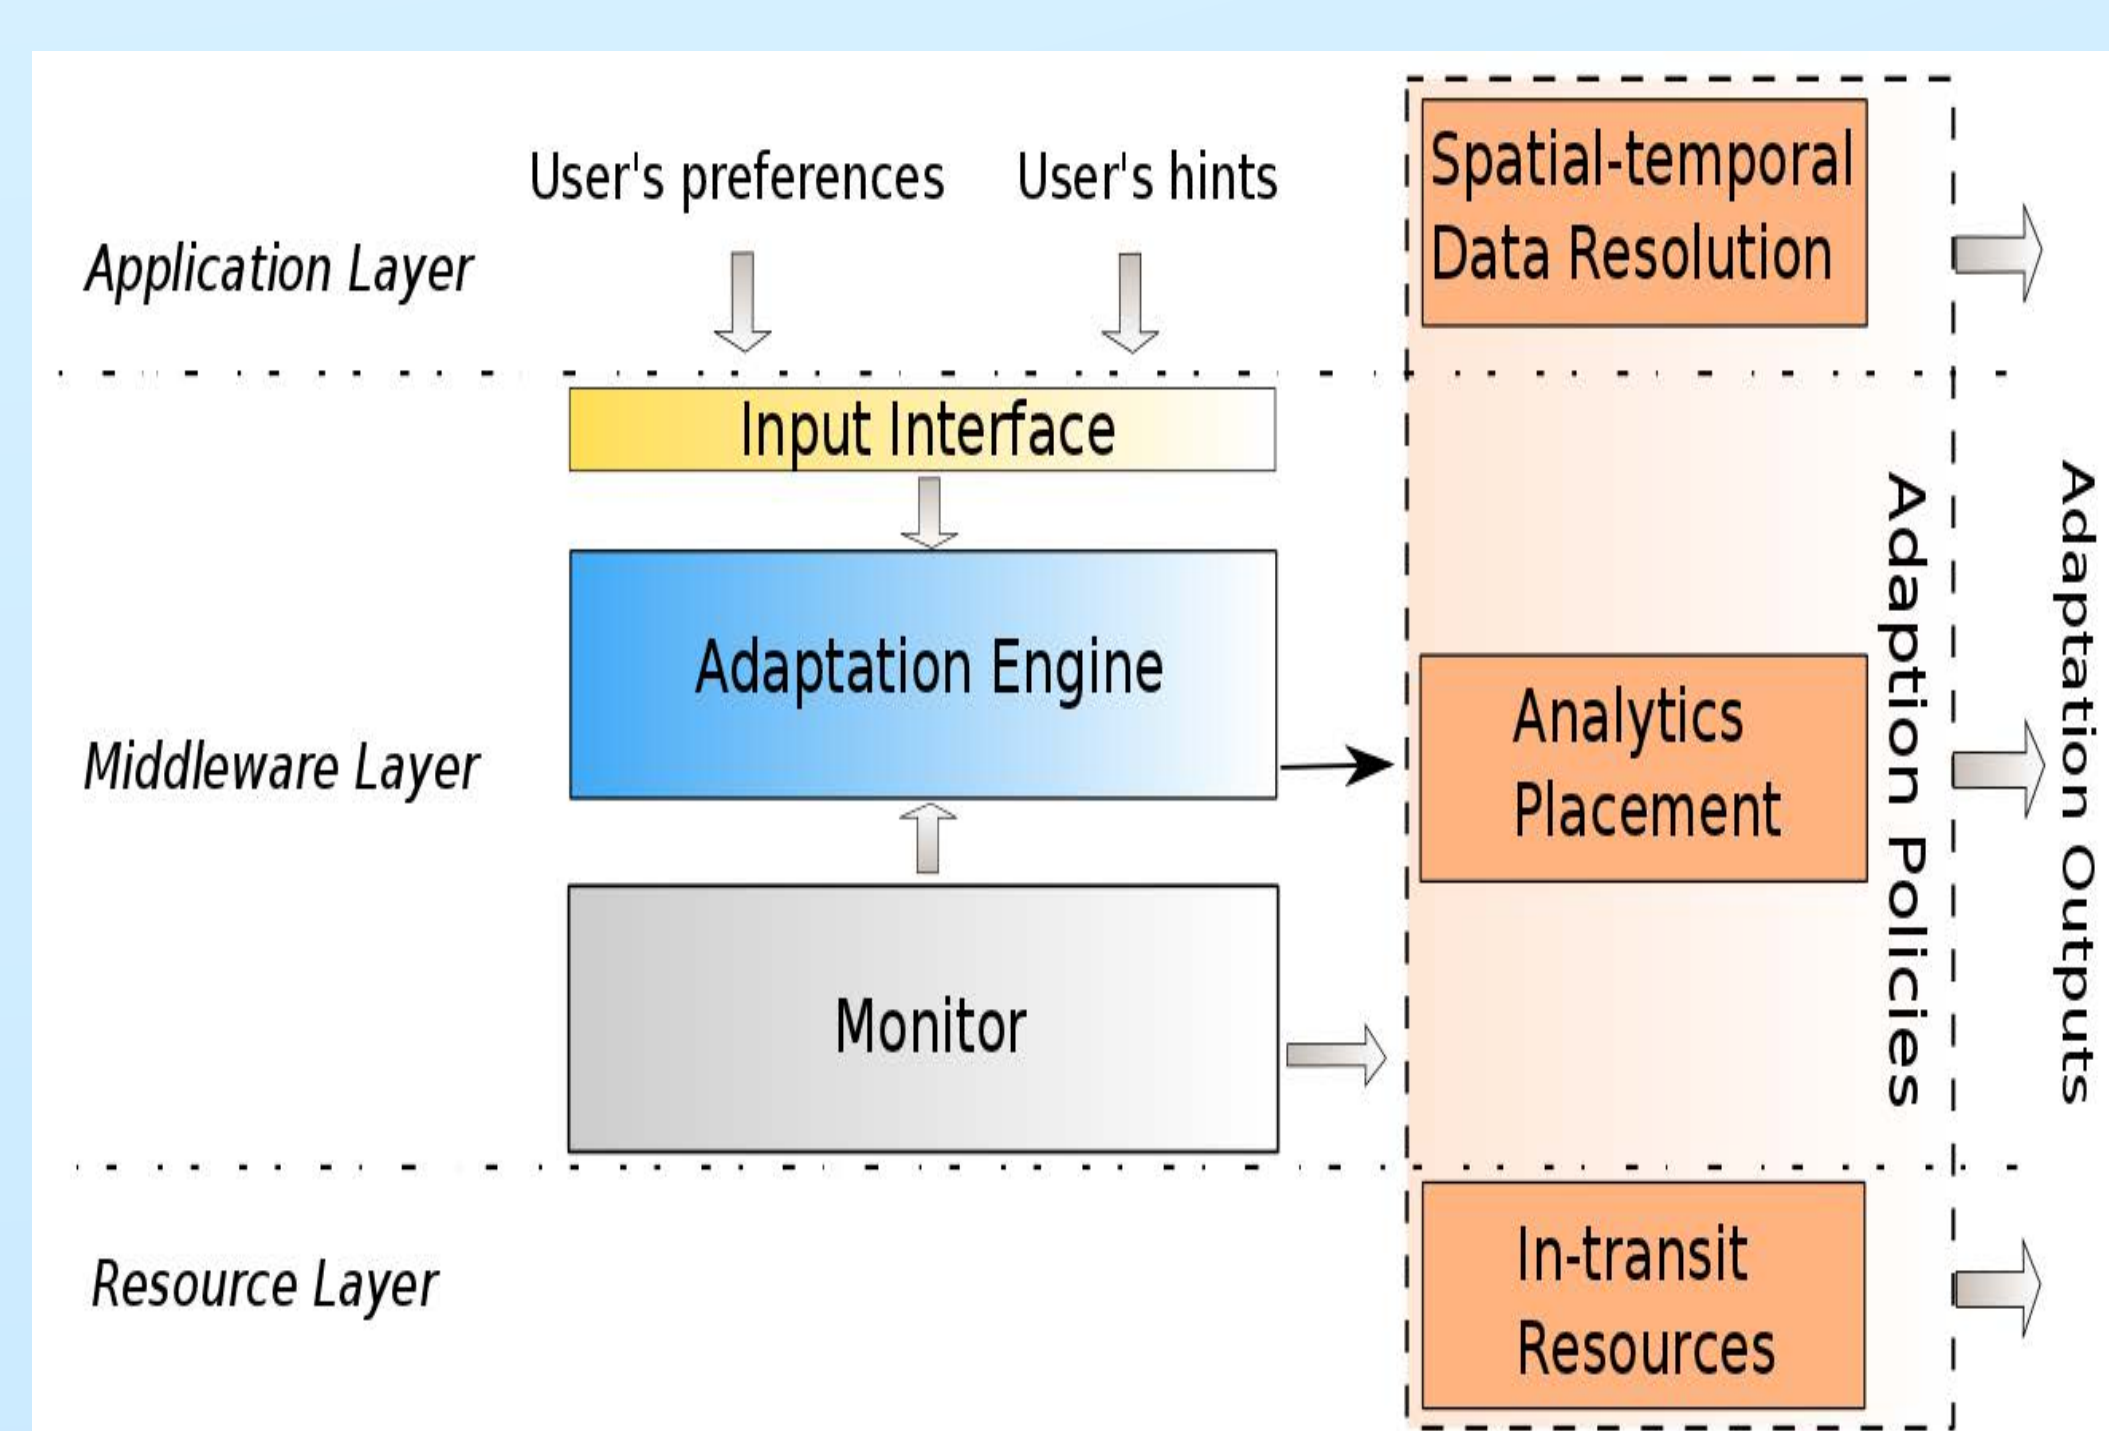 User's preferences
User's hints
Spatial-temporal
Data Resolution
Application Layer
Input Interface
Adaptation Engine
Analytics
Placement
Middleware Layer
Adaption Policies
Adaptation Outputs
Monitor
In-transit
Resources
Resource Layer